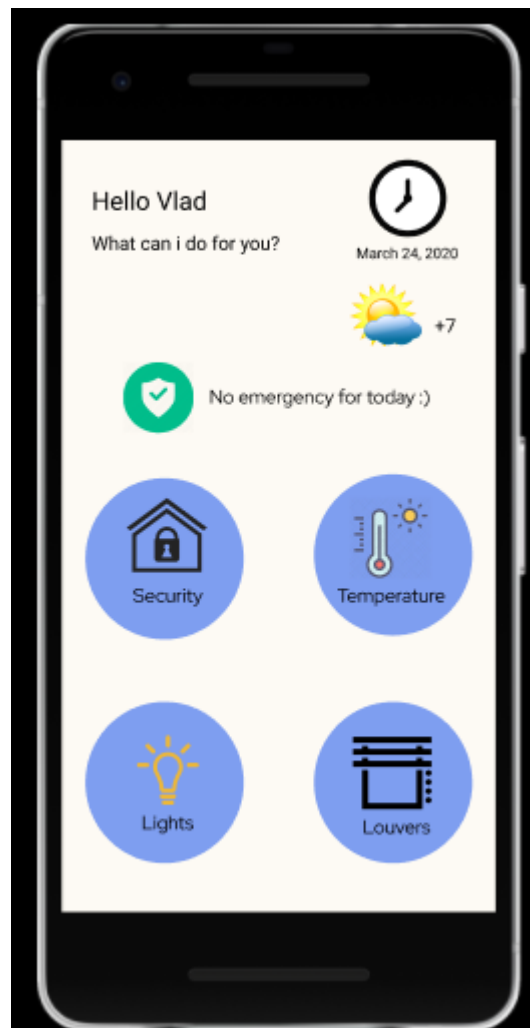 Hello Vlad
What can i do for you?
March 24, 2020
+7
No emergency for today :)
Security
Temperature
Lights
Louvers